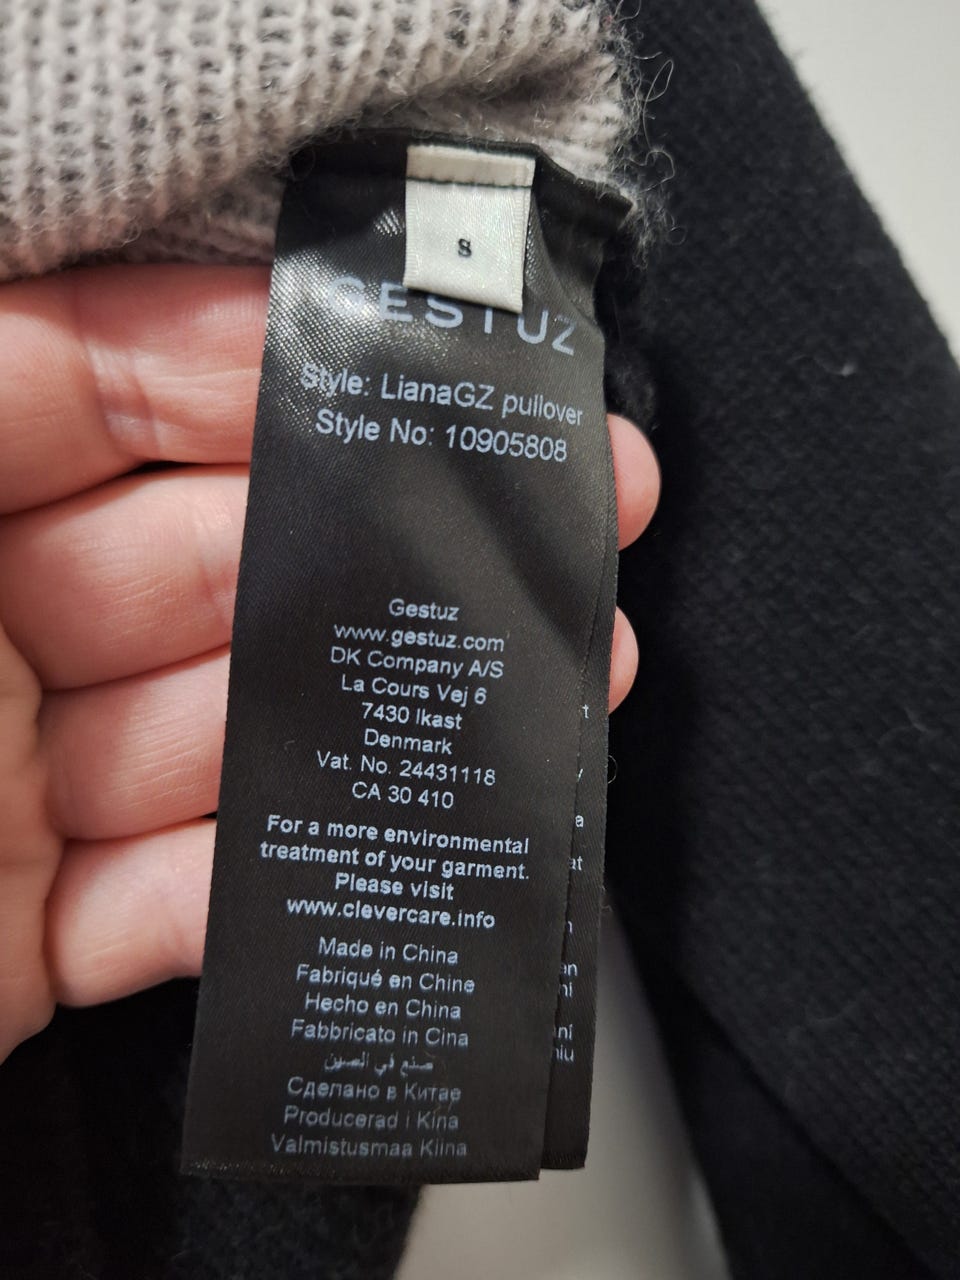 S
GESTUZ
Style: LianaGZ pullover
Style No: 10905808
Gestuz
www.gestuz.com
DK Company A/S
La Cours Vej 6
7430 Ikast
Denmark
Vat. No. 24431118
CA 30 410
For a more environmental
treatment of your garment.
Please visit
www.clevercare.info
Made in China
Fabriqué en Chine
Hecho en China
Fabbricato in Cina
صنع في الصين
Сделано в Китае
Producerad i Kina
Valmistusmaa Kiina